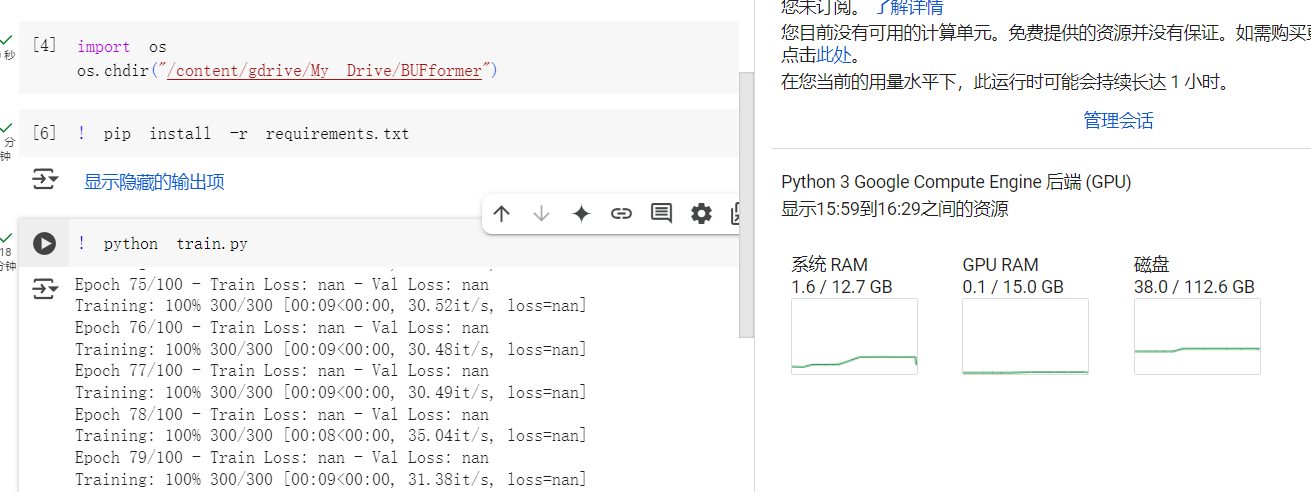 秒
[4] import os
os.chdir("/content/gdrive/My Drive/BUFformer")
分
钟
[6] ! pip install -r requirements.txt
显示隐藏的输出项
18
分钟
! python train.py
Epoch 75/100 - Train Loss: nan - Val Loss: nan
Training: 100% 300/300 [00:09<00:00, 30.52it/s, loss=nan]
Epoch 76/100 - Train Loss: nan - Val Loss: nan
Training: 100% 300/300 [00:09<00:00, 30.48it/s, loss=nan]
Epoch 77/100 - Train Loss: nan - Val Loss: nan
Training: 100% 300/300 [00:09<00:00, 30.49it/s, loss=nan]
Epoch 78/100 - Train Loss: nan - Val Loss: nan
Training: 100% 300/300 [00:08<00:00, 35.04it/s, loss=nan]
Epoch 79/100 - Train Loss: nan - Val Loss: nan
Training: 100% 300/300 [00:09<00:00, 31.38it/s, loss=nan]
您未订阅。 了解详情
您目前没有可用的计算单元。免费提供的资源并没有保证。如需购买
点击此处。
在您当前的用量水平下，此运行时可能会持续长达 1 小时。
管理会话
Python 3 Google Compute Engine 后端 (GPU)
显示15:59到16:29之间的资源
系统 RAM
1.6 / 12.7 GB
GPU RAM
0.1 / 15.0 GB
磁盘
38.0 / 112.6 GB